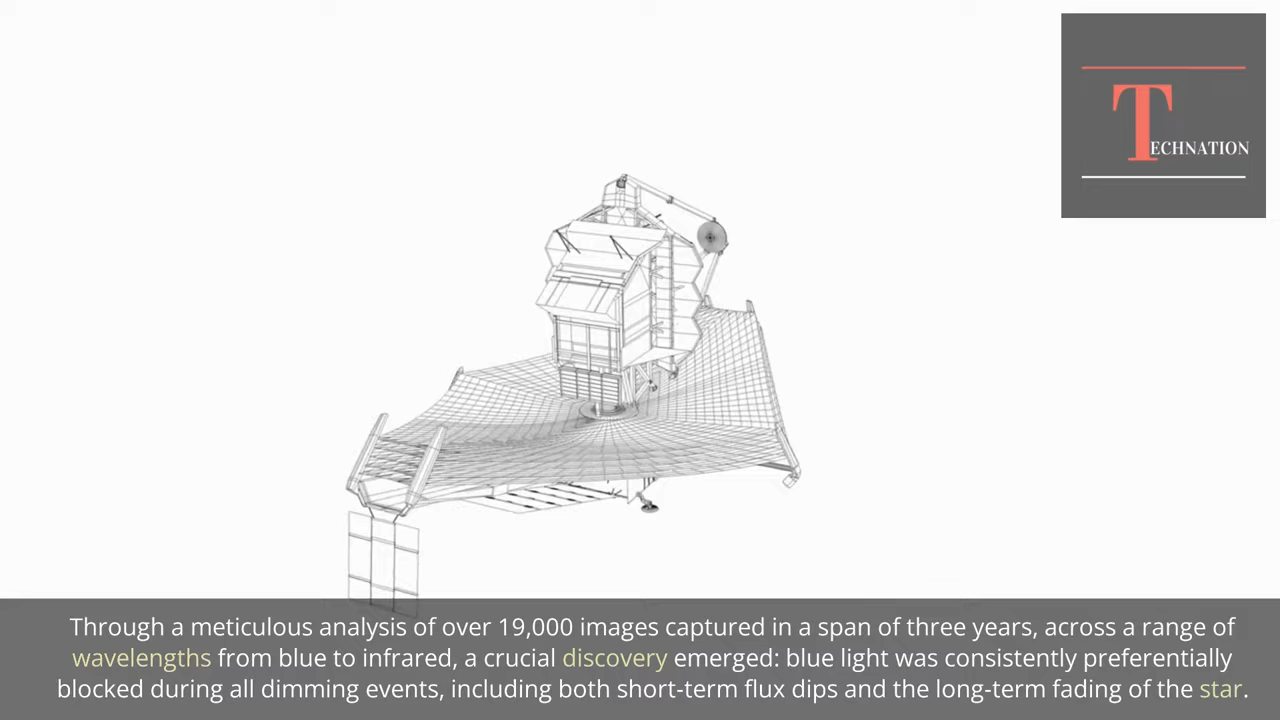 TECHNATION
Through a meticulous analysis of over 19,000 images captured in a span of three years, across a range of
wavelengths from blue to infrared, a crucial discovery emerged: blue light was consistently preferentially
blocked during all dimming events, including both short-term flux dips and the long-term fading of the star.